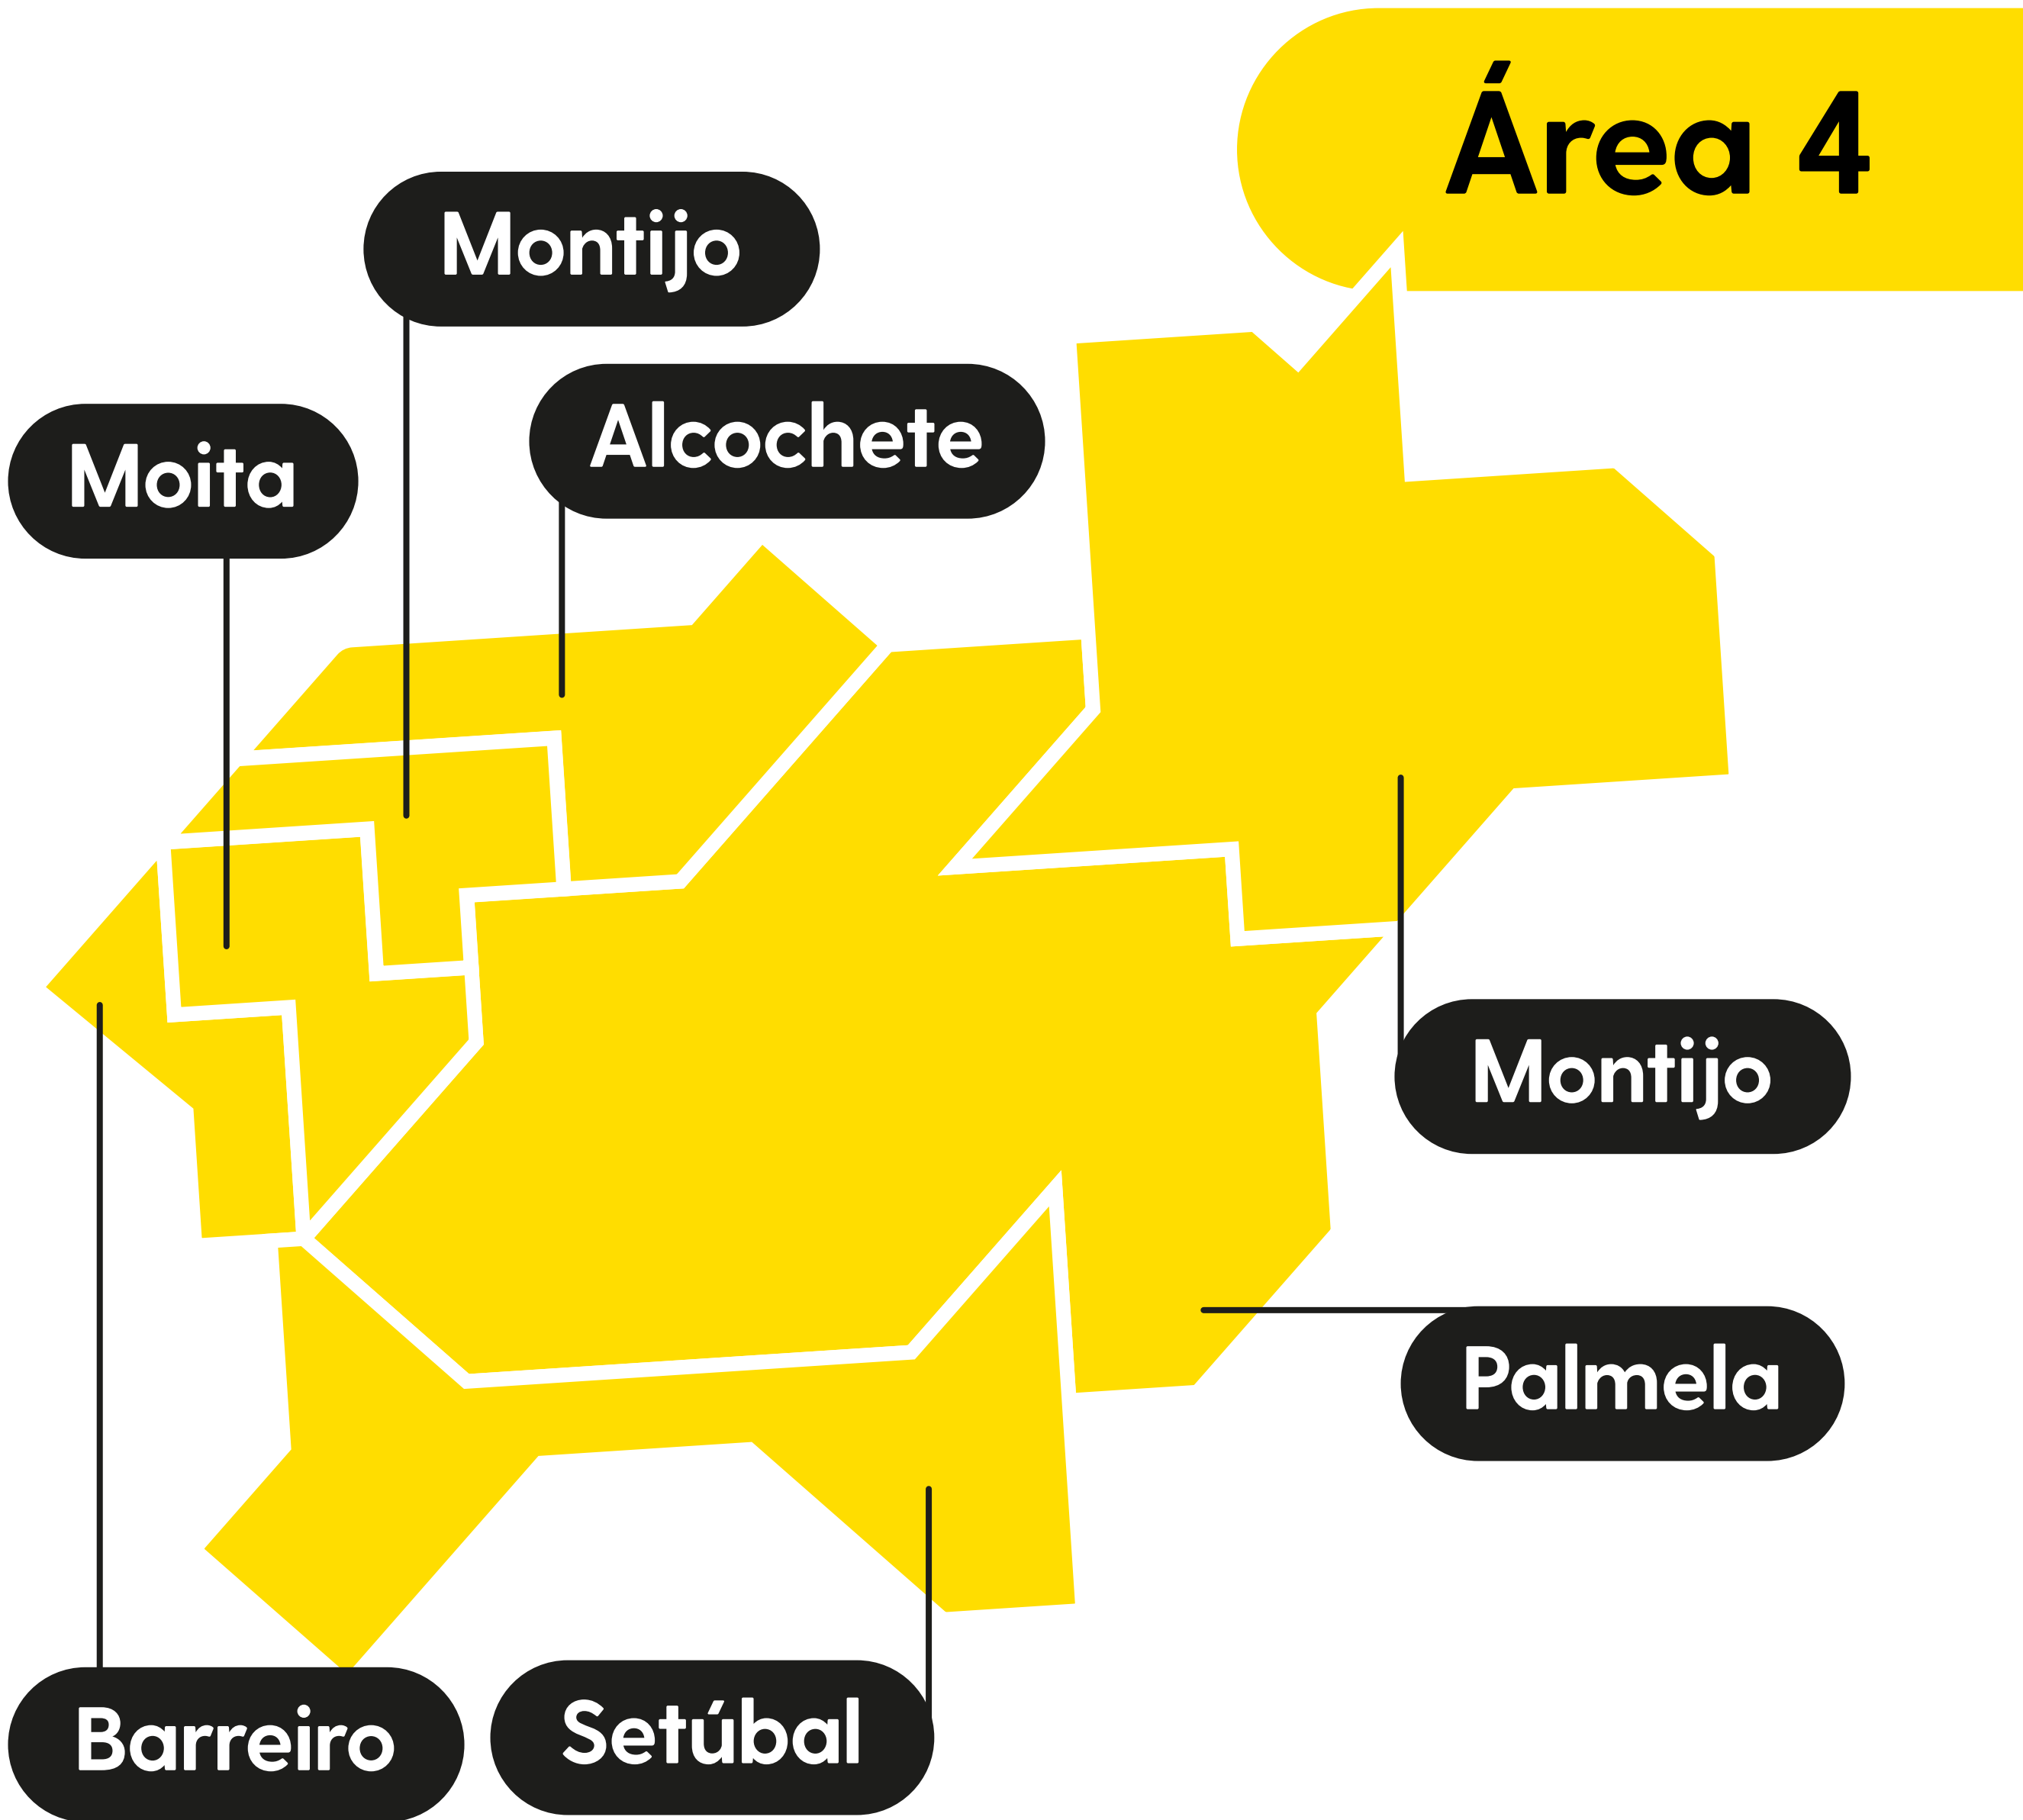 Área 4
Montijo
Alcochete
Moita
Montijo
Palmela
Barreiro
Setúbal